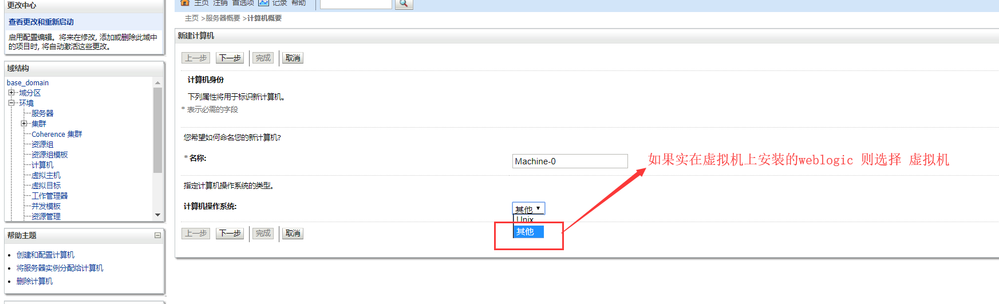 更改中心
查看更改和重新启动
启用配置编辑。将来在修改, 添加或删除此域中
的项目时, 将自动激活这些更改。
域结构
base_domain
域分区
环境
服务器
集群
Coherence 集群
资源组
资源组模板
计算机
虚拟主机
虚拟目标
工作管理器
并发模板
资源管理
帮助主题
创建和配置计算机
将服务器实例分配给计算机
删除计算机
主页 注销 首选项 记录 帮助
主页 >服务器概要 >计算机概要
新建计算机
上一步 下一步 完成 取消
计算机身份
下列属性将用于标识新计算机。
* 表示必需的字段
您希望如何命名您的新计算机?
* 名称: Machine-0
如果实在虚拟机上安装的weblogic 则选择 虚拟机
指定计算机操作系统的类型。
计算机操作系统: 其他
Unix
其他
上一步 下一步 完成 取消